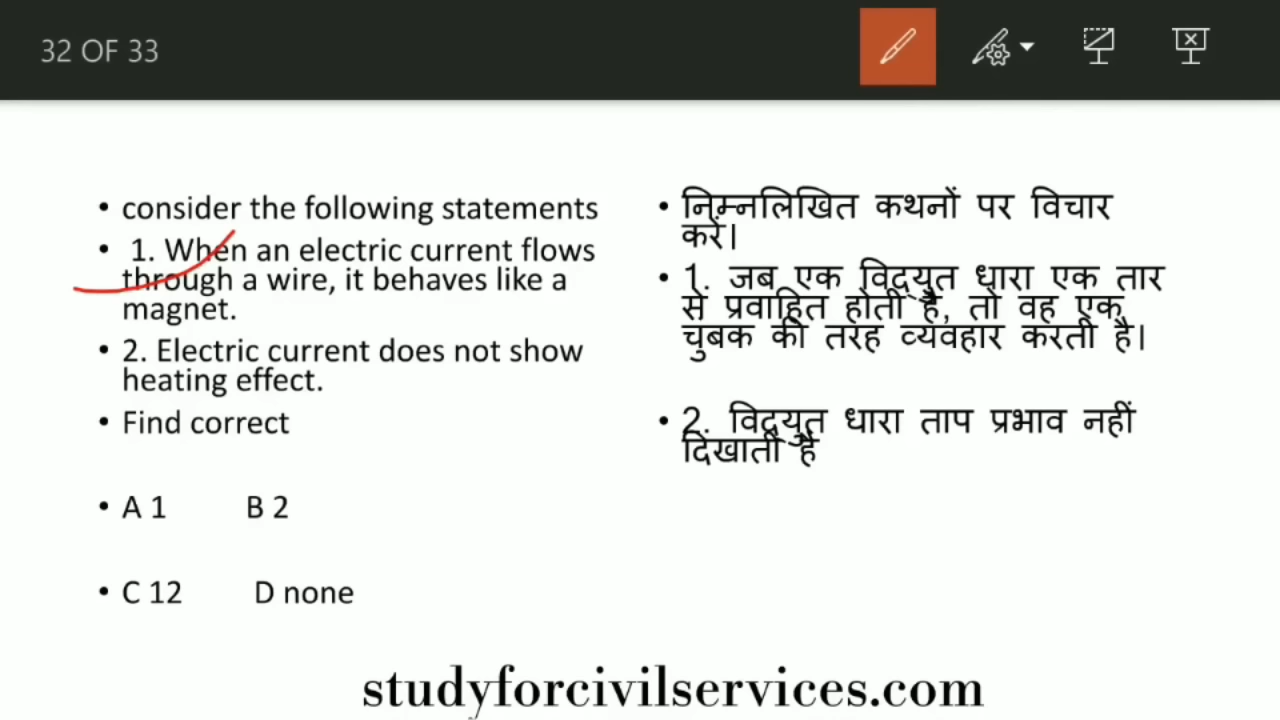 32 OF 33
• consider the following statements
• 1. When an electric current flows
through a wire, it behaves like a
magnet.
• 2. Electric current does not show
heating effect.
• Find correct
• A 1 B 2
• C 12 D none
• निम्नलिखित कथनों पर विचार
करें।
• 1. जब एक विद्युत धारा एक तार
से प्रवाहित होती है, तो वह एक
चुंबक की तरह व्यवहार करती है।
• 2. विद्युत धारा ताप प्रभाव नहीं
दिखाती है
studyforcivilservices.com